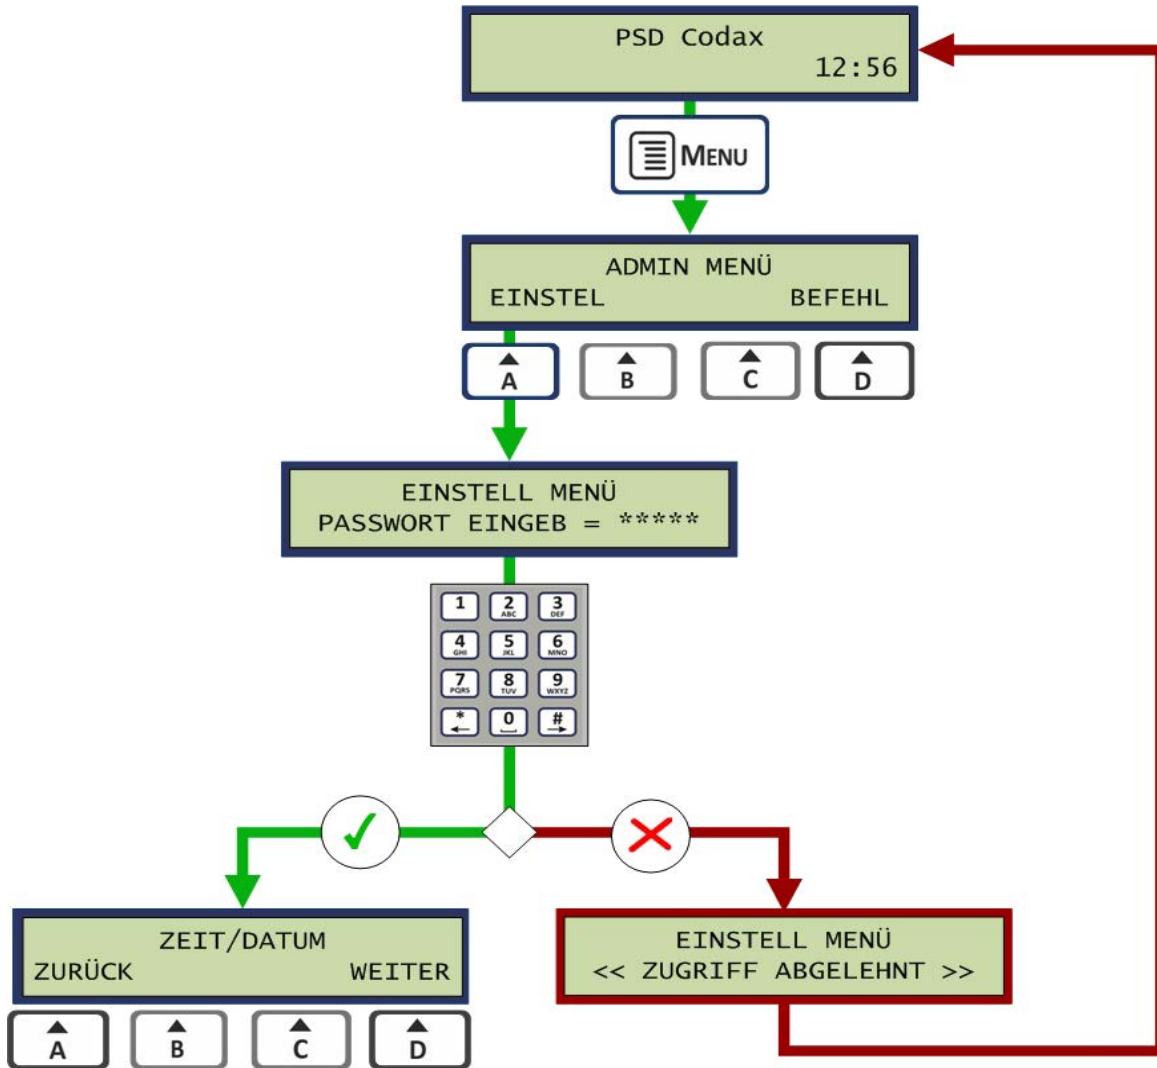 PSD Codax
12:56
MENU
ADMIN MENÜ
EINSTEL BEFEHL
A B C D
EINSTELL MENÜ
PASSWORT EINGEB = *****
1 2 3
ABC DEF
4 5 6
GHI JKL MNO
7 8 9
PQRS TUV WXYZ
* 0 #
ZEIT/DATUM
ZURÜCK WEITER
A B C D
EINSTELL MENÜ
<< ZUGRIFF ABGELEHNT >>